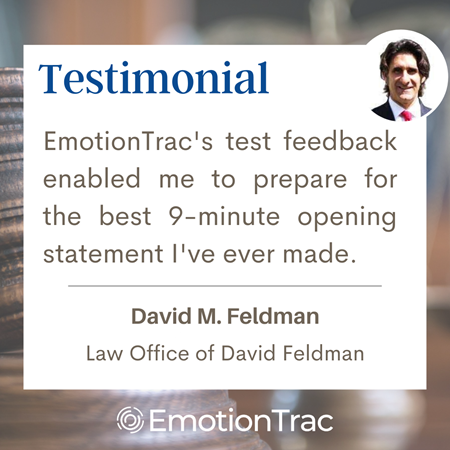 Testimonial
EmotionTrac's test feedback
enabled me to prepare for
the best 9-minute opening
statement I've ever made.
David M. Feldman
Law Office of David Feldman
EmotionTrac